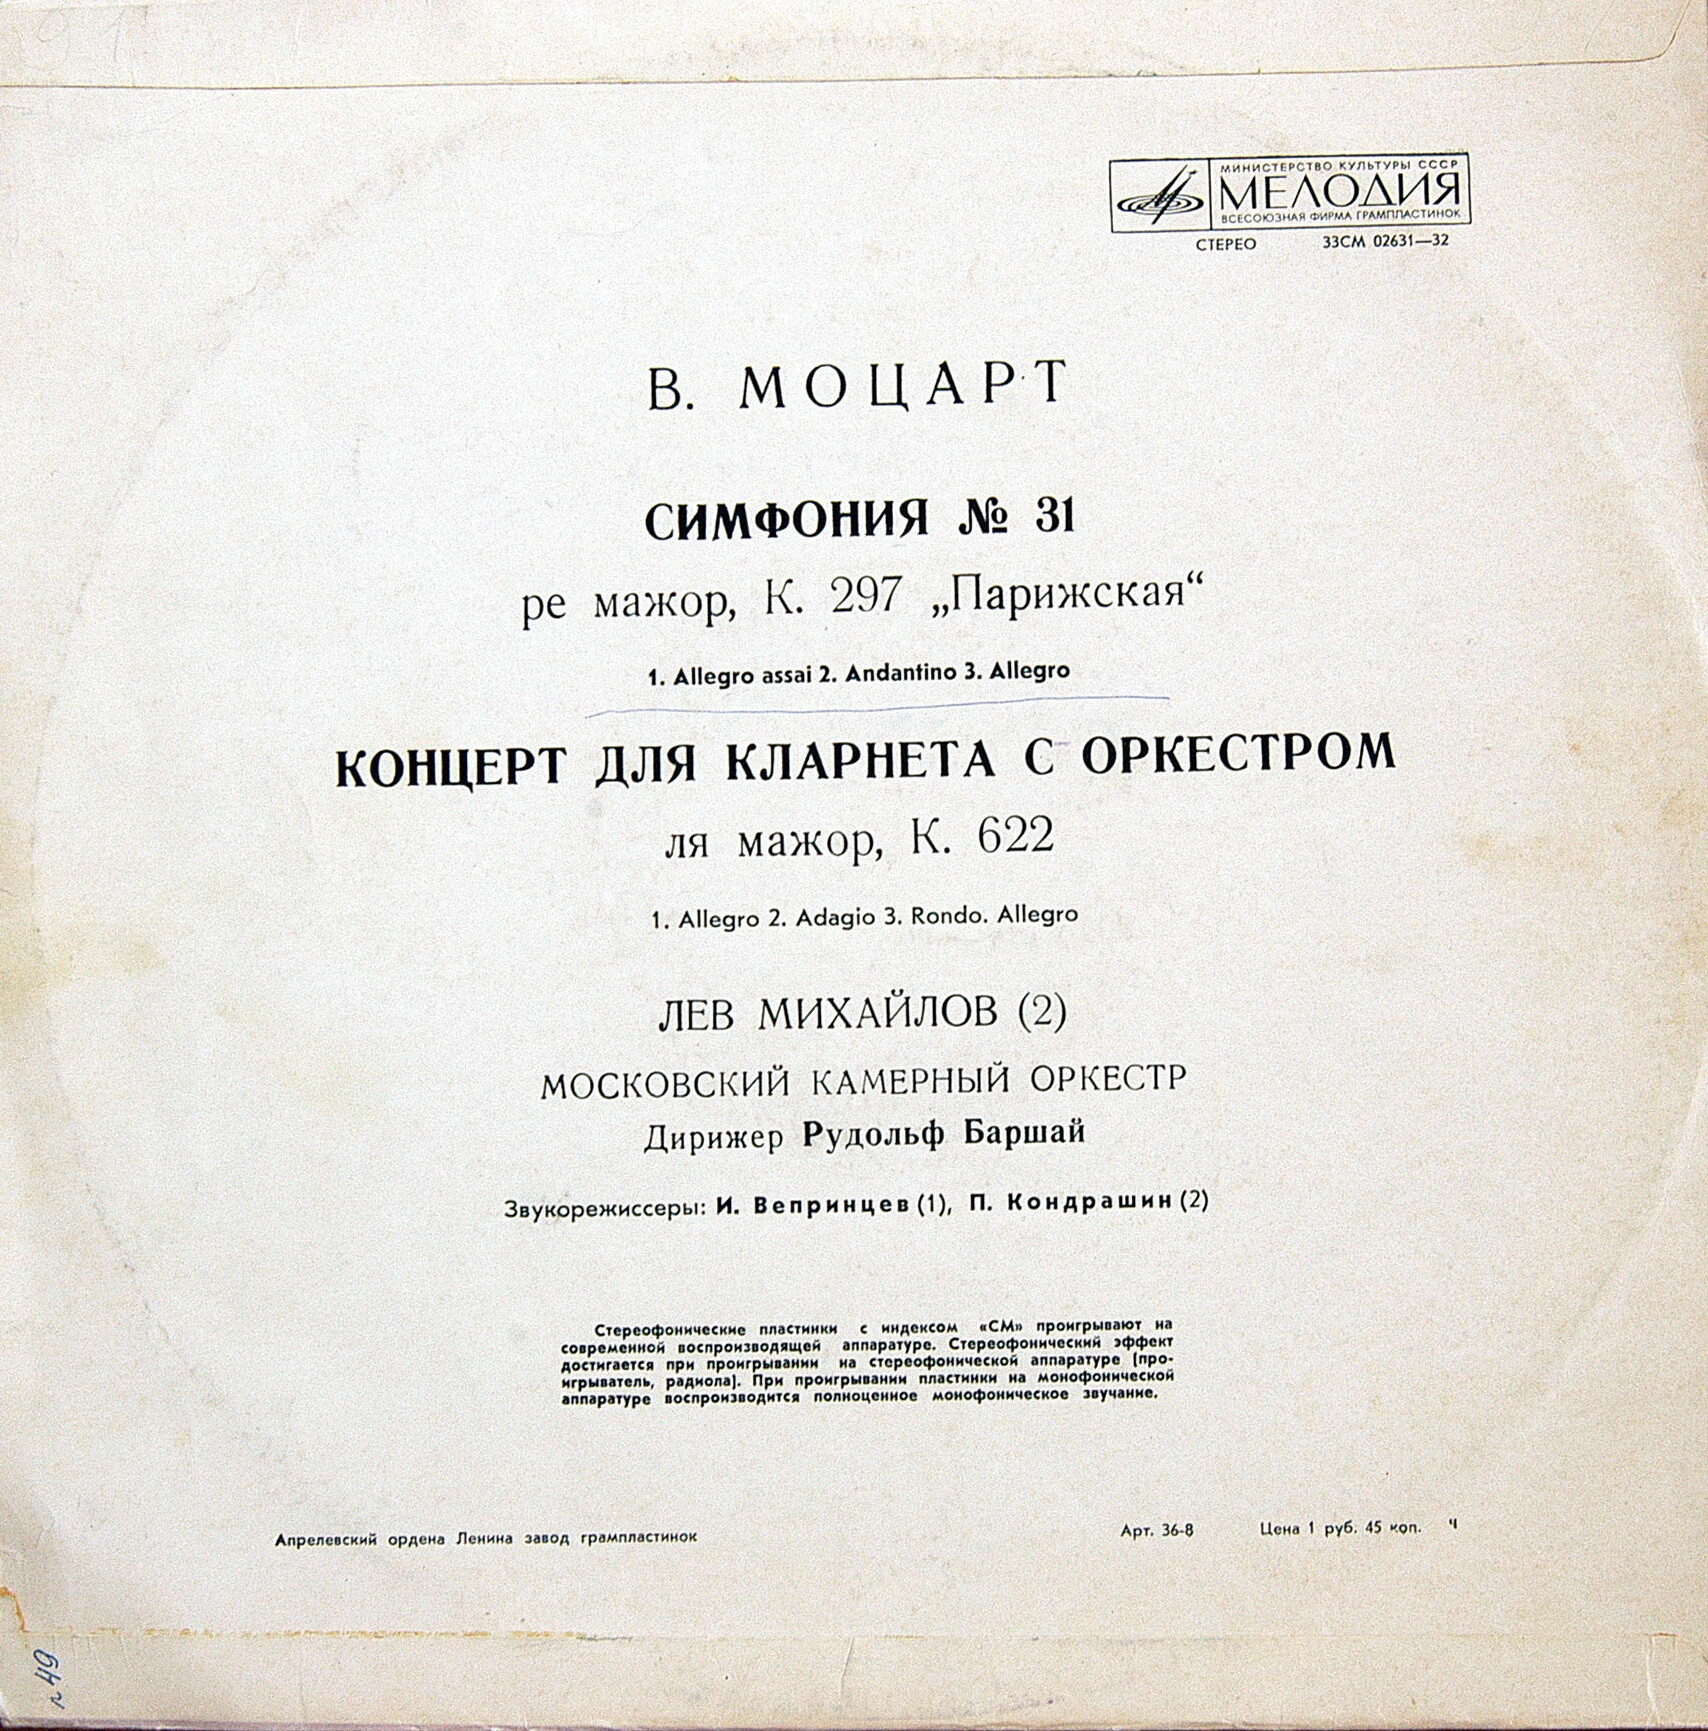 МИНИСТЕРСТВО КУЛЬТУРЫ СССР
МЕЛОДИЯ
ВСЕСОЮЗНАЯ ФИРМА ГРАМПЛАСТИНОК
СТЕРЕО 33СМ 02631—32
В. МОЦАРТ
СИМФОНИЯ № 31
ре мажор, К. 297 „Парижская“
1. Allegro assai 2. Andantino 3. Allegro
КОНЦЕРТ ДЛЯ КЛАРНЕТА С ОРКЕСТРОМ
ля мажор, К. 622
1. Allegro 2. Adagio 3. Rondo. Allegro
ЛЕВ МИХАЙЛОВ (2)
МОСКОВСКИЙ КАМЕРНЫЙ ОРКЕСТР
Дирижер Рудольф Баршай
Звукорежиссеры: И. Вепринцев (1), П. Кондрашин (2)
Стереофонические пластинки с индексом «СМ» проигрывают на
современной воспроизводящей аппаратуре. Стереофонический эффект
достигается при проигрывании на стереофонической аппаратуре (про-
игрыватель, радиола). При проигрывании пластинки на монофонической
аппаратуре воспроизводится полноценное монофоническое звучание.
Апрелевский ордена Ленина завод грампластинок Арт. 36-8 Цена 1 руб. 45 коп. Ч
49